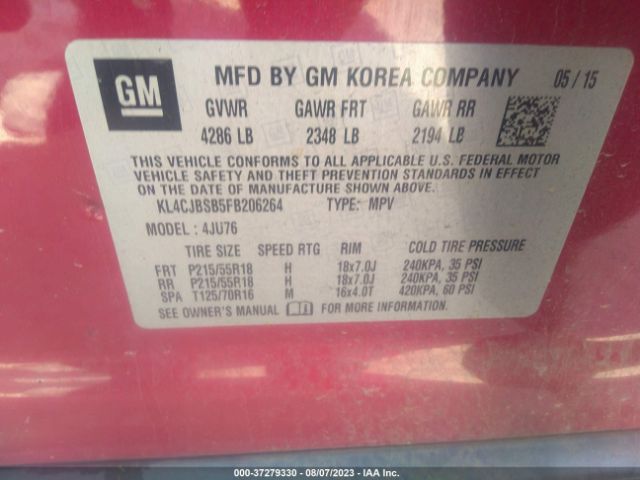 GM
MFD BY GM KOREA COMPANY 05/15
GVWR GAWR FRT GAWR RR
4286 LB 2348 LB 2194 LB
THIS VEHICLE CONFORMS TO ALL APPLICABLE U.S. FEDERAL MOTOR
VEHICLE SAFETY AND THEFT PREVENTION STANDARDS IN EFFECT ON
THE DATE OF MANUFACTURE SHOWN ABOVE.
KL4CJBSB5FB206264 TYPE: MPV
MODEL : 4JU76
TIRE SIZE SPEED RTG RIM COLD TIRE PRESSURE
FRT P215/55R18 H 18x7.0J 240KPA, 35 PSI
RR P215/55R18 H 18x7.0J 240KPA, 35 PSI
SPA T125/70R16 M 16x4.0T 420KPA, 60 PSI
SEE OWNER'S MANUAL FOR MORE INFORMATION
000-37279330 - 08/07/2023 - IAA Inc.